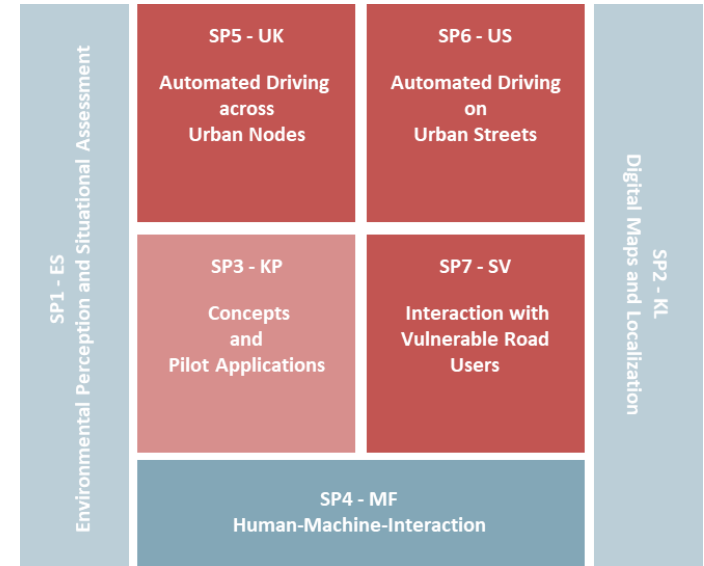 SP1 - ES
Environmental Perception and Situational Assessment
SP5 - UK
Automated Driving
across
Urban Nodes
SP6 - US
Automated Driving
on
Urban Streets
SP3 - KP
Concepts
and
Pilot Applications
SP7 - SV
Interaction with
Vulnerable Road
Users
SP4 - MF
Human-Machine-Interaction
SP2 - KL
Digital Maps and Localization